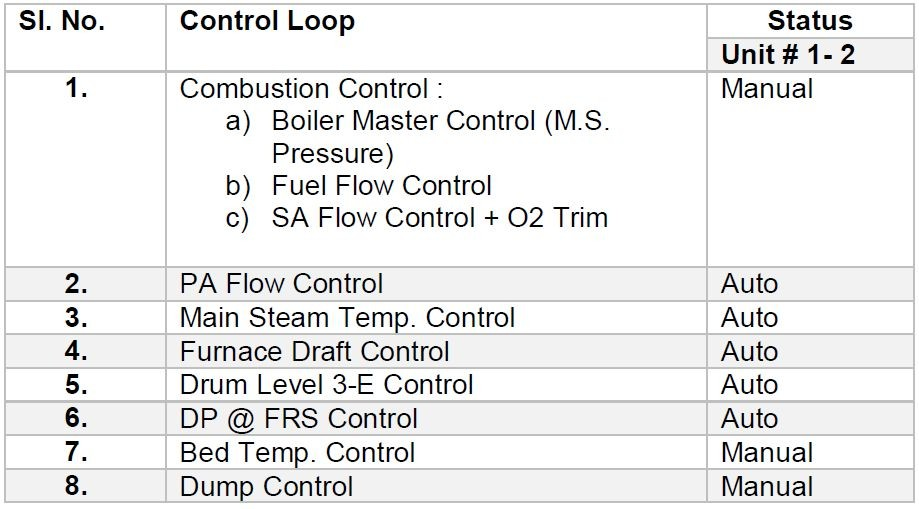 Sl. No. Control Loop Status
Unit # 1- 2
1. Combustion Control : Manual
a) Boiler Master Control (M.S.
Pressure)
b) Fuel Flow Control
c) SA Flow Control + O2 Trim
2. PA Flow Control Auto
3. Main Steam Temp. Control Auto
4. Furnace Draft Control Auto
5. Drum Level 3-E Control Auto
6. DP @ FRS Control Auto
7. Bed Temp. Control Manual
8. Dump Control Manual